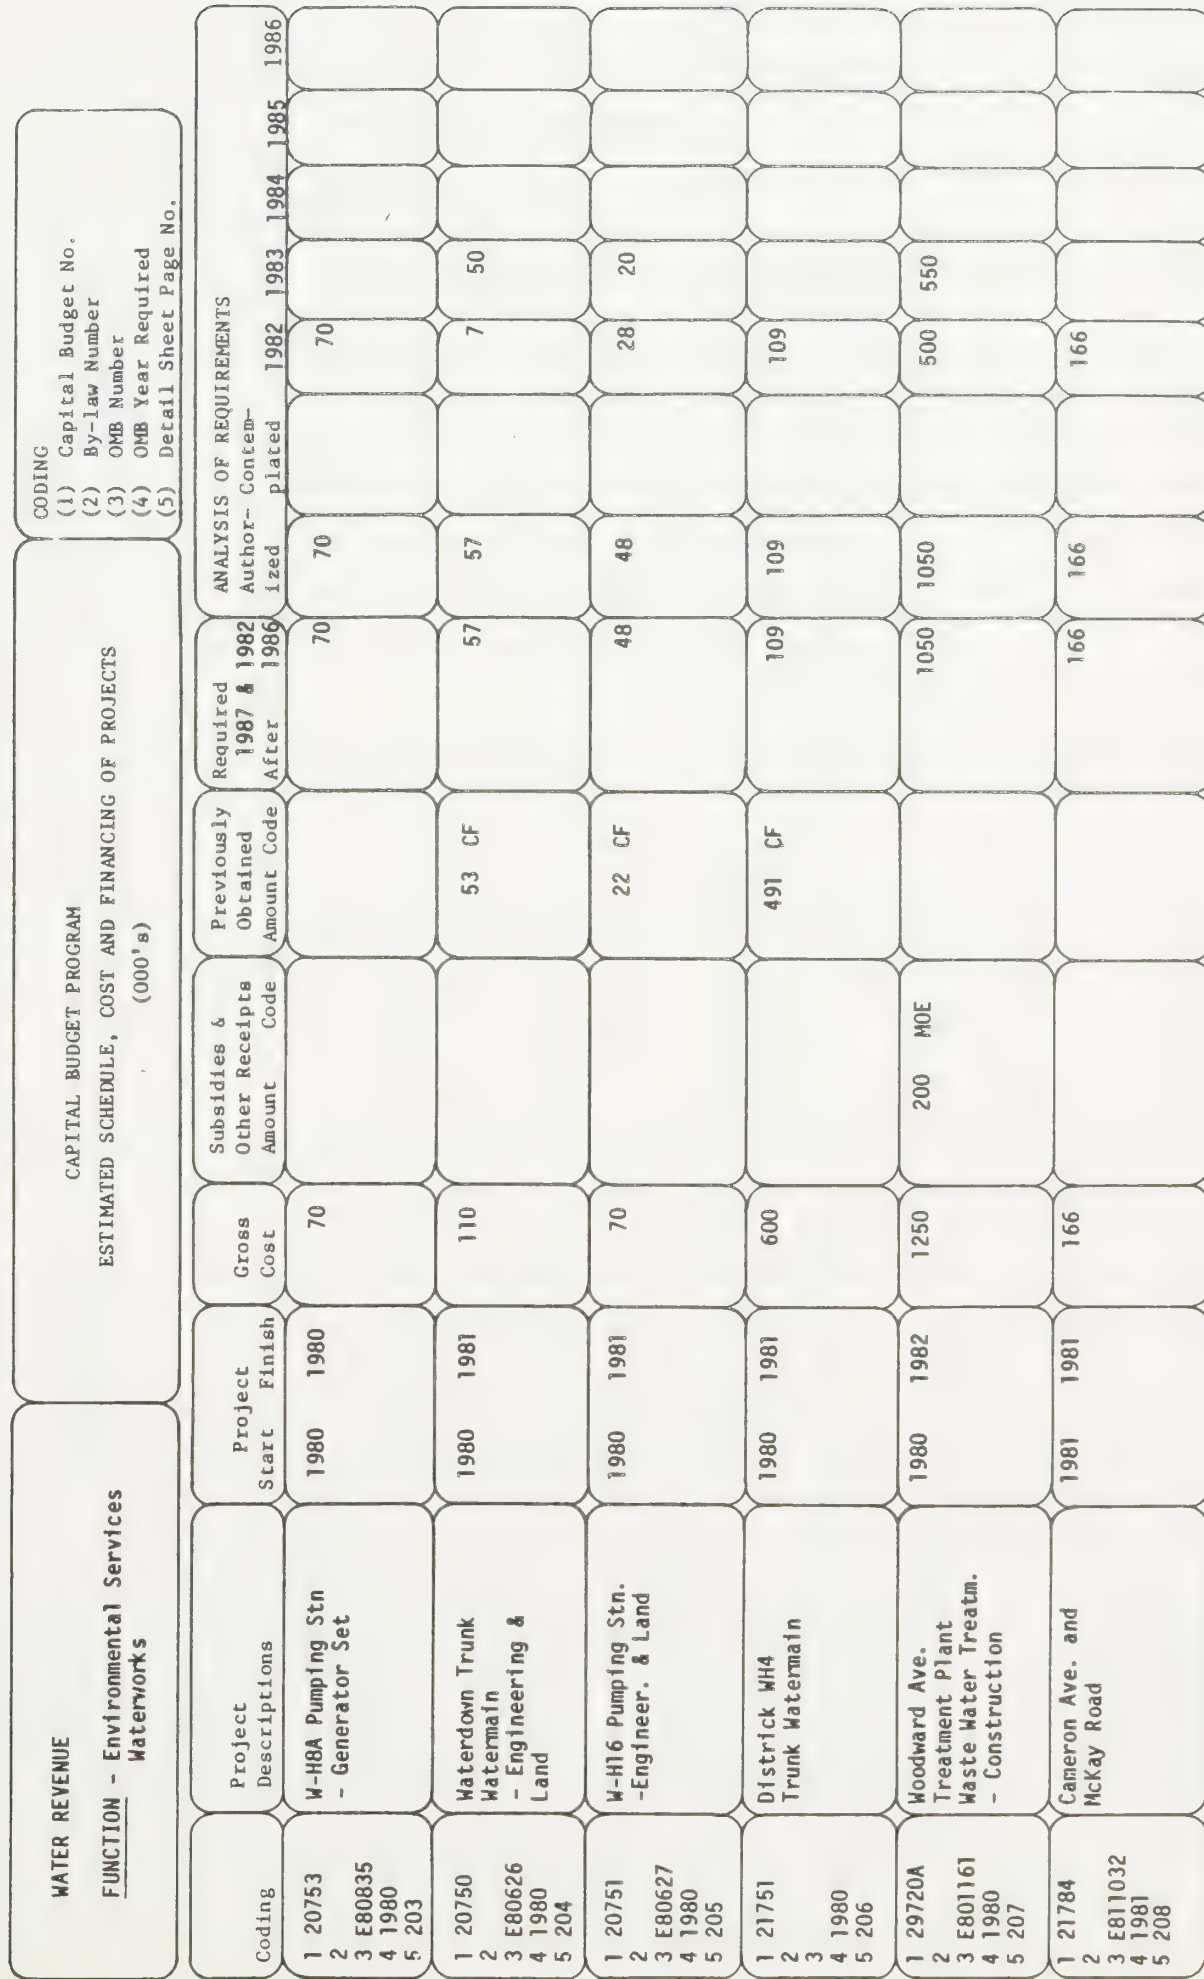 WATER REVENUE
FUNCTION - Environmental Services
Waterworks
CAPITAL BUDGET PROGRAM
ESTIMATED SCHEDULE, COST AND FINANCING OF PROJECTS
(000's)
CODING
(1) Capital Budget No.
(2) By-law Number
(3) OMB Number
(4) OMB Year Required
(5) Detail Sheet Page No.
Coding
Project
Descriptions
Project
Start Finish
Gross
Cost
Subsidies &
Other Receipts
Amount Code
Previously
Obtained
Amount Code
Required
1987 & 1982
After 1986
ANALYSIS OF REQUIREMENTS
Author- Contem-
ized plated 1982 1983 1984 1985 1986
1 20753
2
3 E80835
4 1980
5 203
W-H8A Pumping Stn
- Generator Set
1980 1980 70 70 70 70
1 20750
2
3 E80626
4 1980
5 204
Waterdown Trunk
Watermain
- Engineering &
Land
1980 1981 110 53 CF 57 57 7 50
1 20751
2
3 E80627
4 1980
5 205
W-H16 Pumping Stn.
-Engineer. & Land
1980 1981 70 22 CF 48 48 28 20
1 21751
2
3
4 1980
5 206
Districk WH4
Trunk Watermain
1980 1981 600 491 CF 109 109 109
1 29720A
2
3 E801161
4 1980
5 207
Woodward Ave.
Treatment Plant
Waste Water Treatm.
- Construction
1980 1982 1250 200 MOE 1050 1050 500 550
1 21784
2
3 E811032
4 1981
5 208
Cameron Ave. and
McKay Road
1981 1981 166 166 166 166